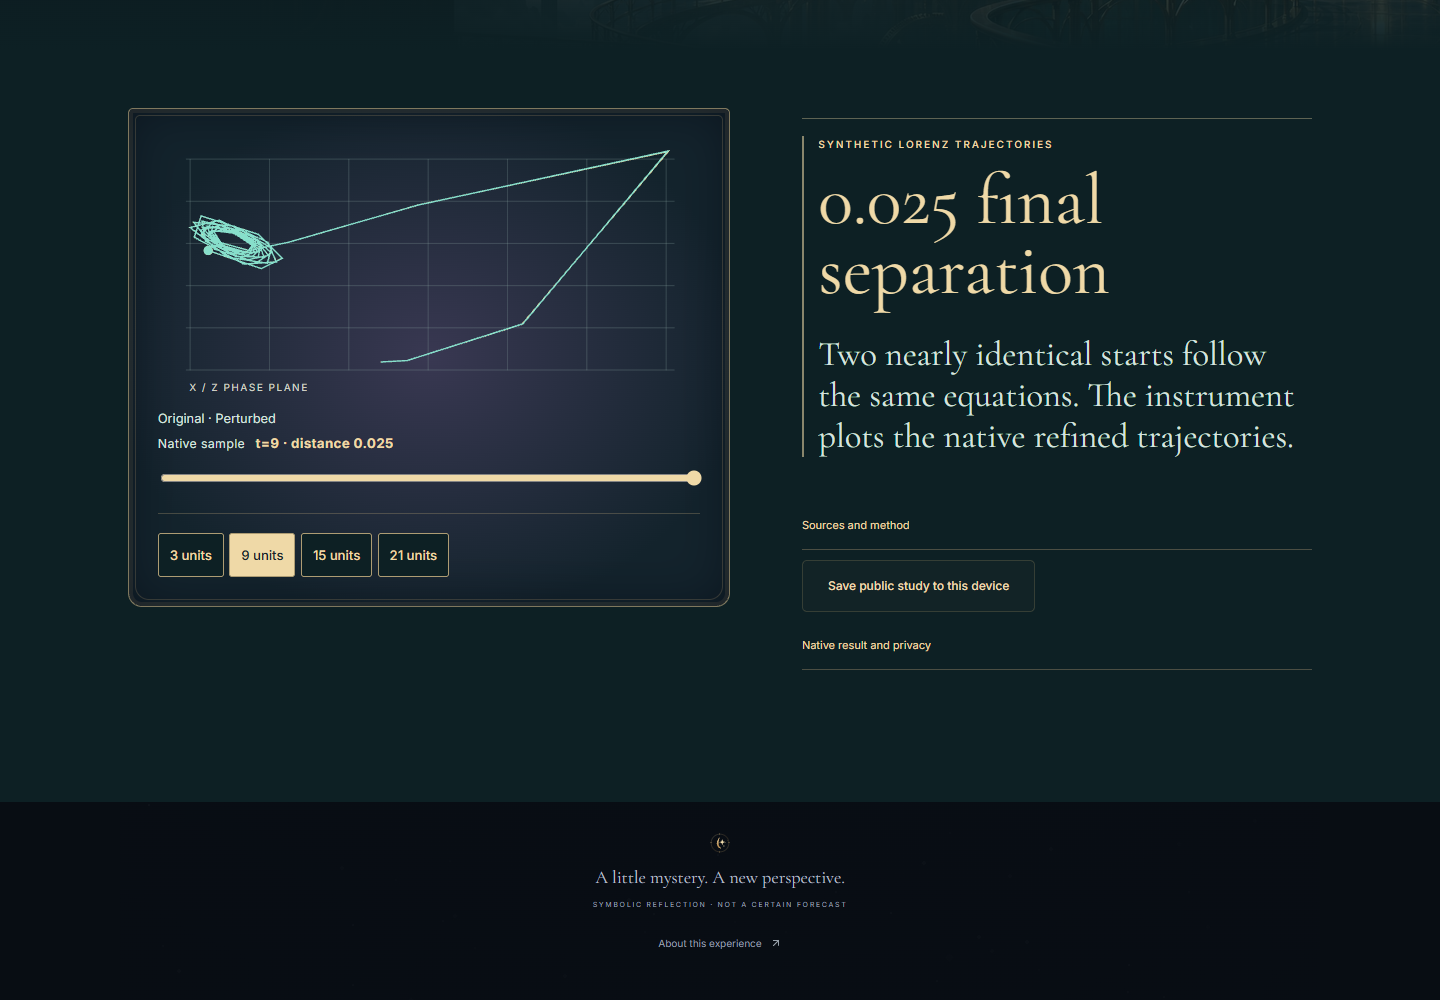 X / Z PHASE PLANE
Original · Perturbed
Native sample t=9 · distance 0.025
3 units
9 units
15 units
21 units
SYNTHETIC LORENZ TRAJECTORIES
0.025 final
separation
Two nearly identical starts follow
the same equations. The instrument
plots the native refined trajectories.
Sources and method
Save public study to this device
Native result and privacy
A little mystery. A new perspective.
SYMBOLIC REFLECTION · NOT A CERTAIN FORECAST
About this experience